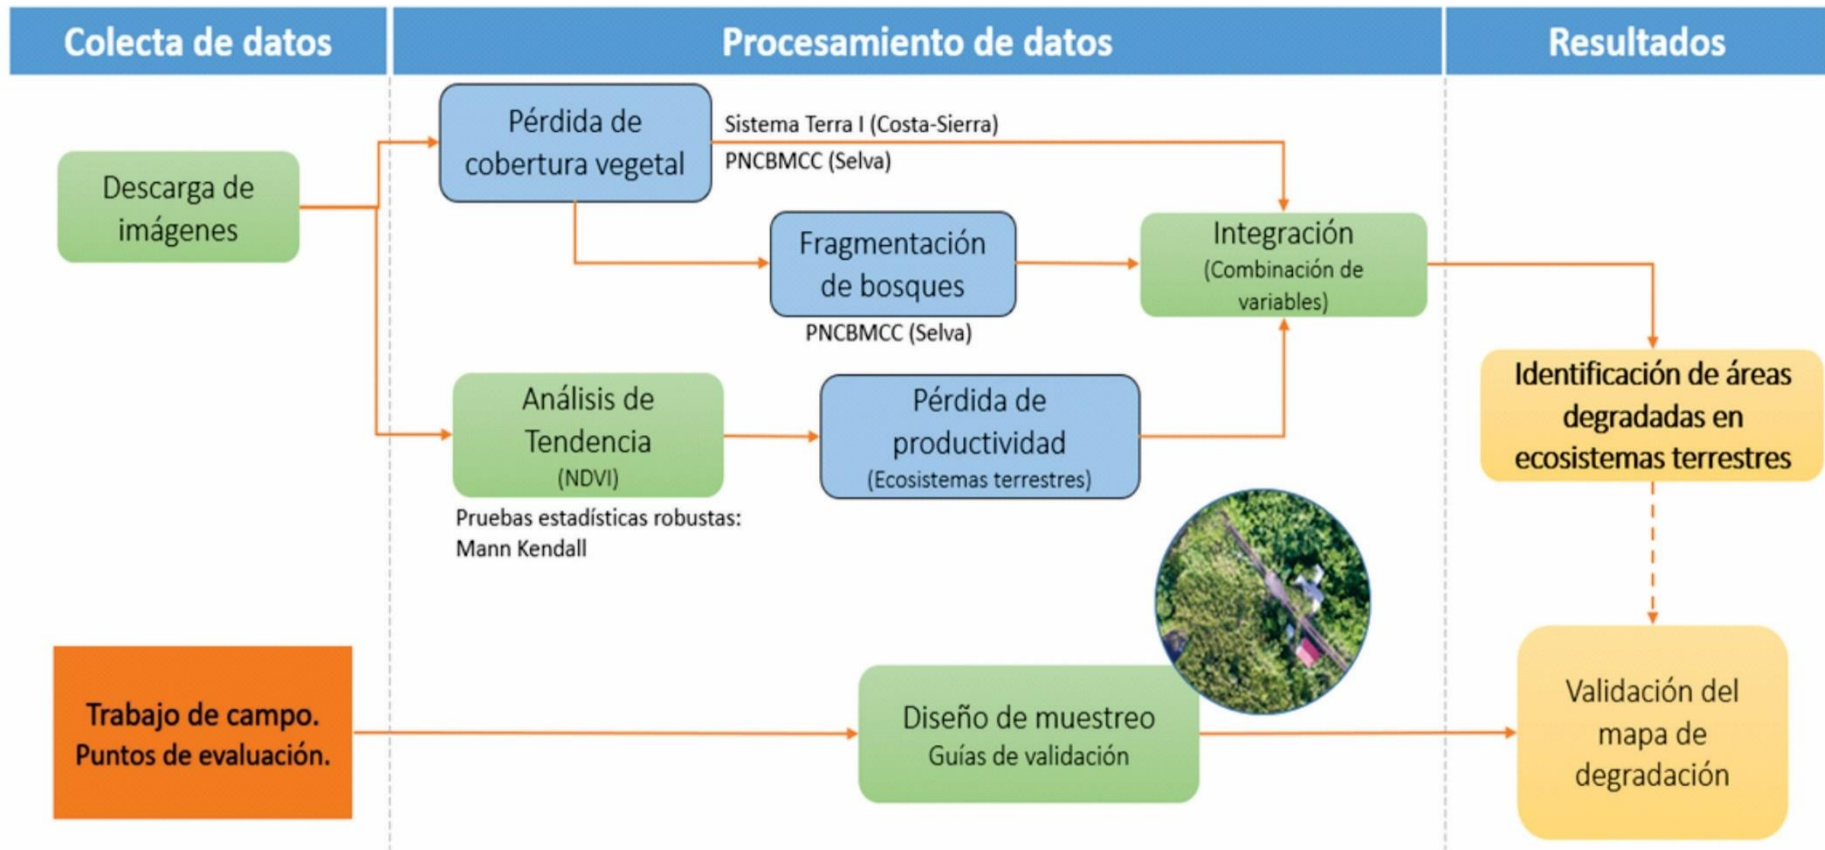 Colecta de datos
Procesamiento de datos
Resultados
Descarga de
imágenes
Pérdida de
cobertura vegetal
Sistema Terra I (Costa-Sierra)
PNCBMCC (Selva)
Fragmentación
de bosques
PNCBMCC (Selva)
Integración
(Combinación de
variables)
Análisis de
Tendencia
(NDVI)
Pruebas estadísticas robustas:
Mann Kendall
Pérdida de
productividad
(Ecosistemas terrestres)
Identificación de áreas
degradadas en
ecosistemas terrestres
Trabajo de campo.
Puntos de evaluación.
Diseño de muestreo
Guías de validación
Validación del
mapa de
degradación